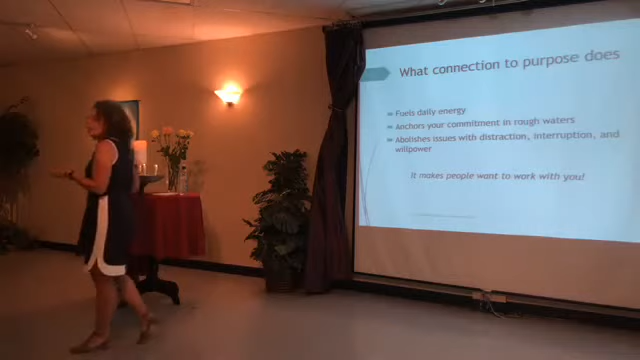 What connection to purpose does
Fuels daily energy
Anchors your commitment in rough waters
Abolishes issues with distraction, interruption, and
willpower
It makes people want to work with you!